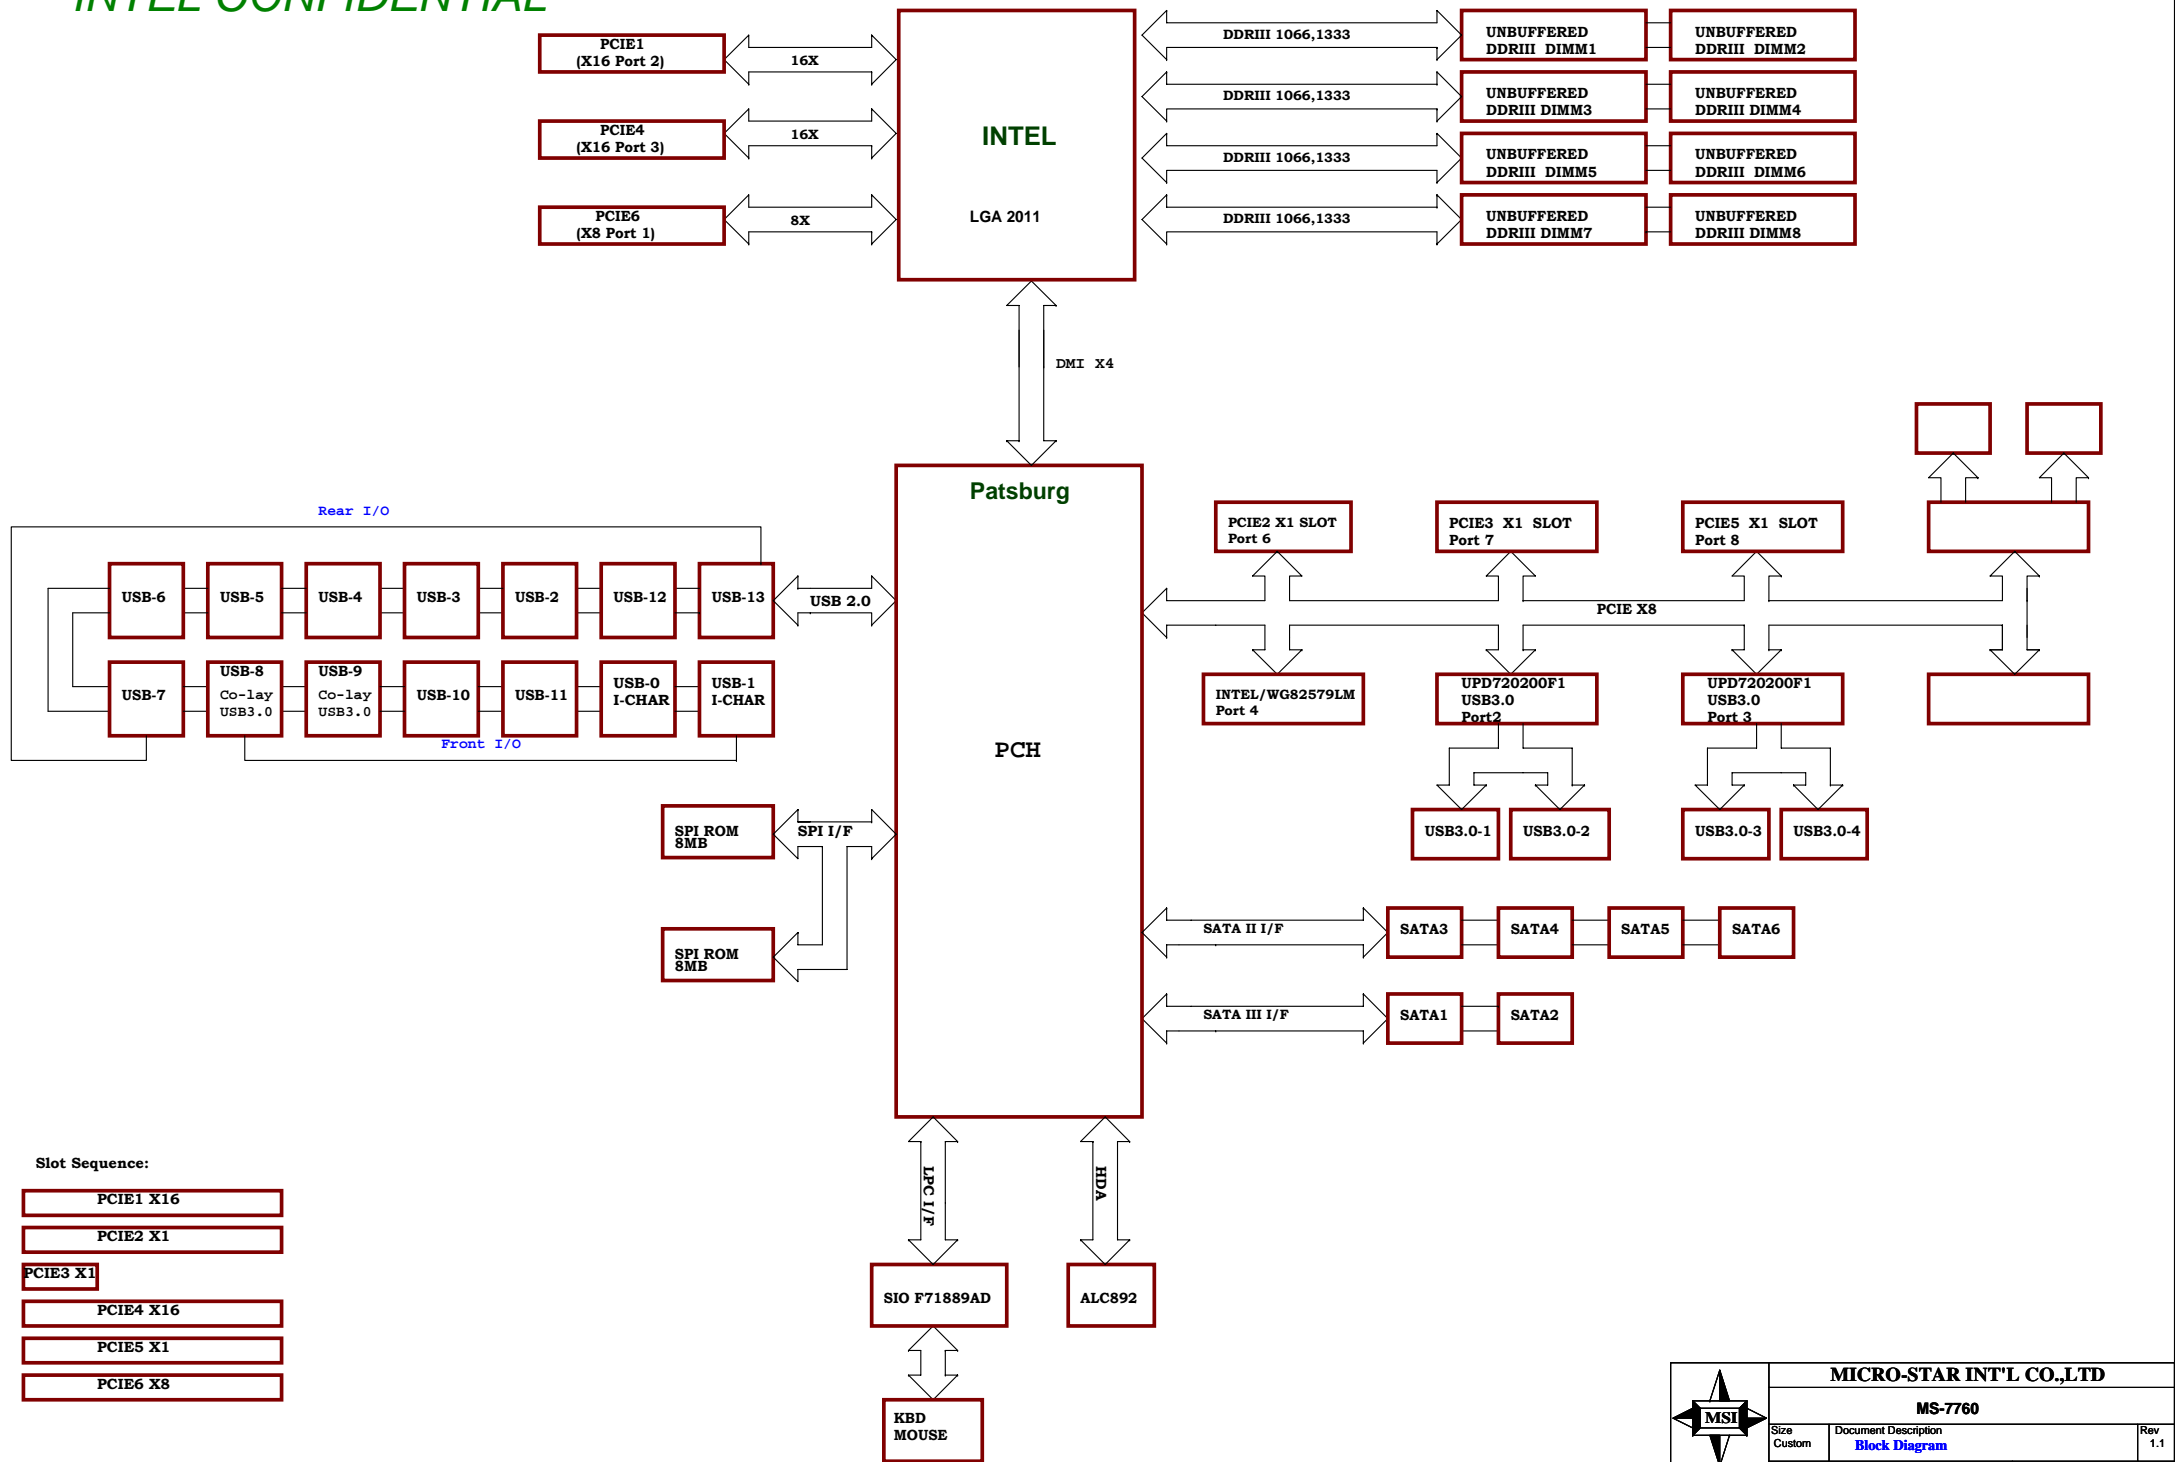 INTEL CONFIDENTIAL
PCIE1
(X16 Port 2)
16X
PCIE4
(X16 Port 3)
16X
PCIE6
(X8 Port 1)
8X
INTEL
LGA 2011
DDRIII 1066,1333
UNBUFFERED
DDRIII DIMM1
UNBUFFERED
DDRIII DIMM2
DDRIII 1066,1333
UNBUFFERED
DDRIII DIMM3
UNBUFFERED
DDRIII DIMM4
DDRIII 1066,1333
UNBUFFERED
DDRIII DIMM5
UNBUFFERED
DDRIII DIMM6
DDRIII 1066,1333
UNBUFFERED
DDRIII DIMM7
UNBUFFERED
DDRIII DIMM8
DMI X4
Patsburg
PCH
Rear I/O
USB-6
USB-5
USB-4
USB-3
USB-2
USB-12
USB-13
USB 2.0
USB-7
USB-8
Co-lay
USB3.0
USB-9
Co-lay
USB3.0
USB-10
USB-11
USB-0
I-CHAR
USB-1
I-CHAR
Front I/O
PCIE2 X1 SLOT
Port 6
PCIE3 X1 SLOT
Port 7
PCIE5 X1 SLOT
Port 8
PCIE X8
INTEL/WG82579LM
Port 4
UPD720200F1
USB3.0
Port2
UPD720200F1
USB3.0
Port 3
USB3.0-1
USB3.0-2
USB3.0-3
USB3.0-4
SPI ROM
8MB
SPI I/F
SPI ROM
8MB
SATA II I/F
SATA3
SATA4
SATA5
SATA6
SATA III I/F
SATA1
SATA2
LPC I/F
HDA
SIO F71889AD
ALC892
KBD
MOUSE
Slot Sequence:
PCIE1 X16
PCIE2 X1
PCIE3 X1
PCIE4 X16
PCIE5 X1
PCIE6 X8
MSI
MICRO-STAR INT'L CO.,LTD
MS-7760
Size
Custom
Document Description
Block Diagram
Rev
1.1